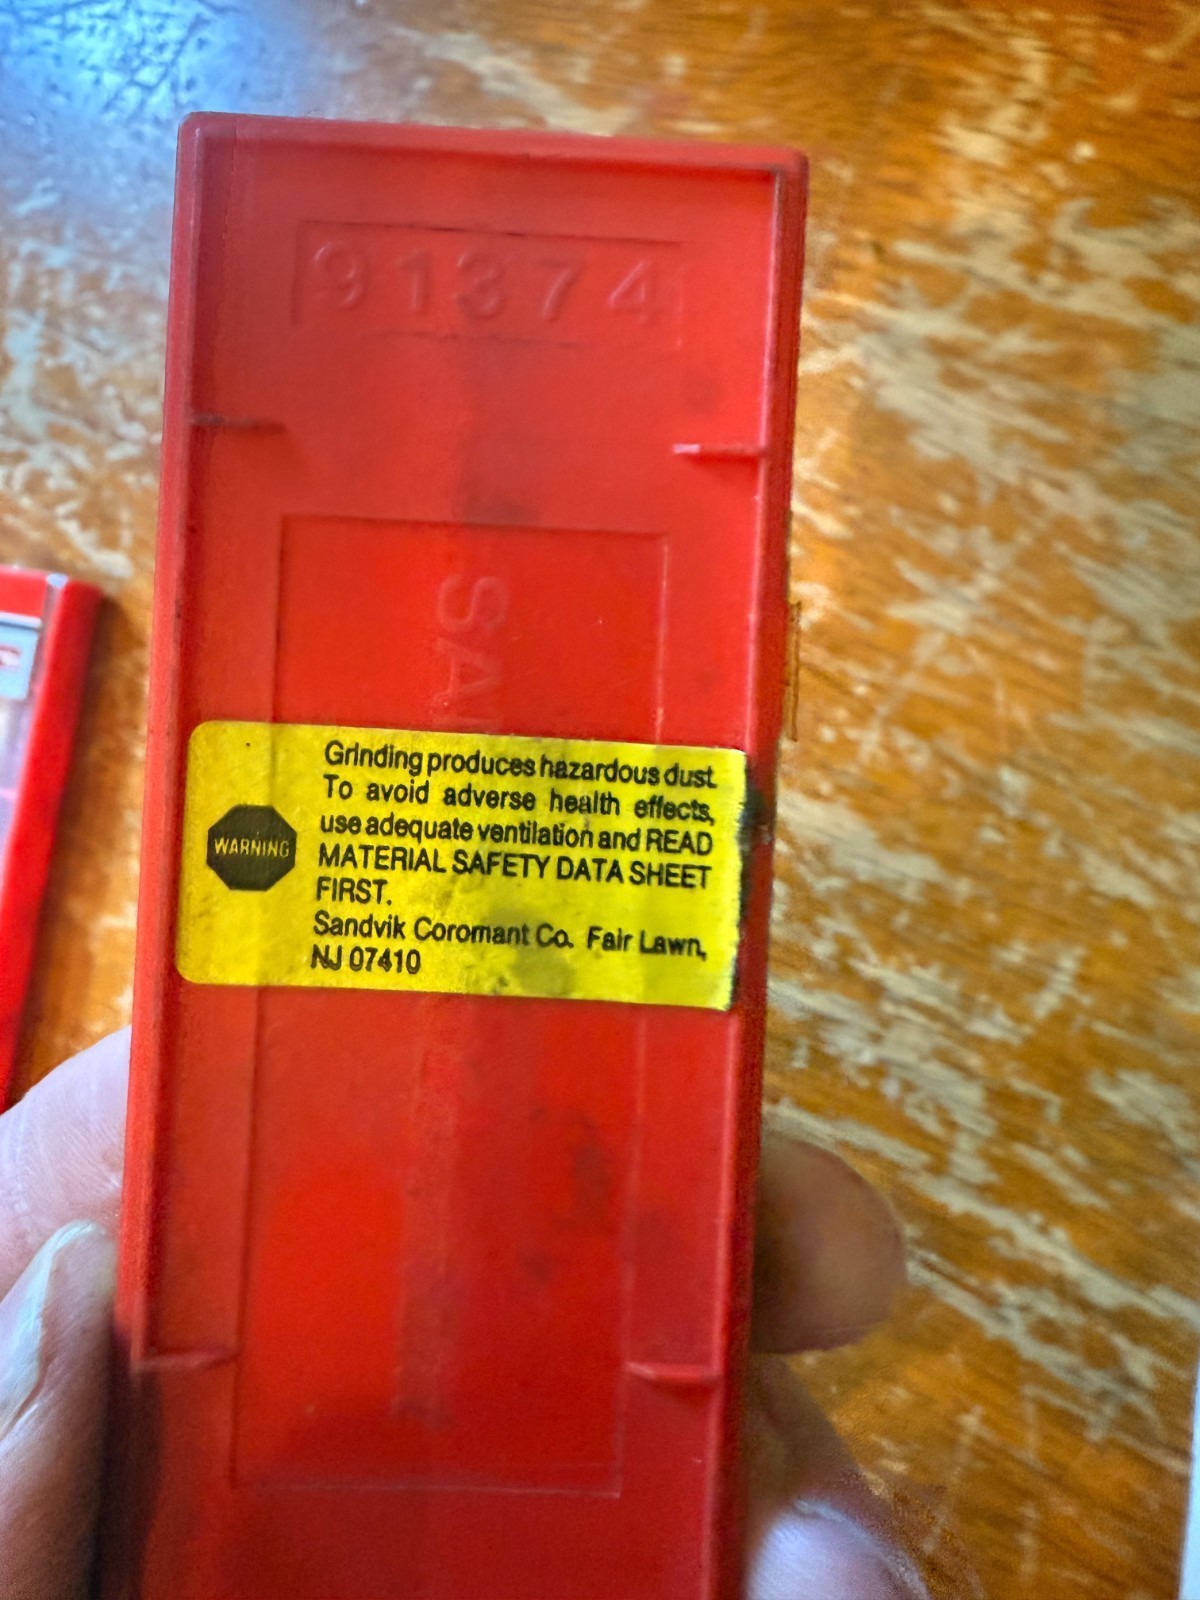 91374
SA
WARNING
Grinding produces hazardous dust.
To avoid adverse health effects,
use adequate ventilation and READ
MATERIAL SAFETY DATA SHEET
FIRST.
Sandvik Coromant Co. Fair Lawn,
NJ 07410